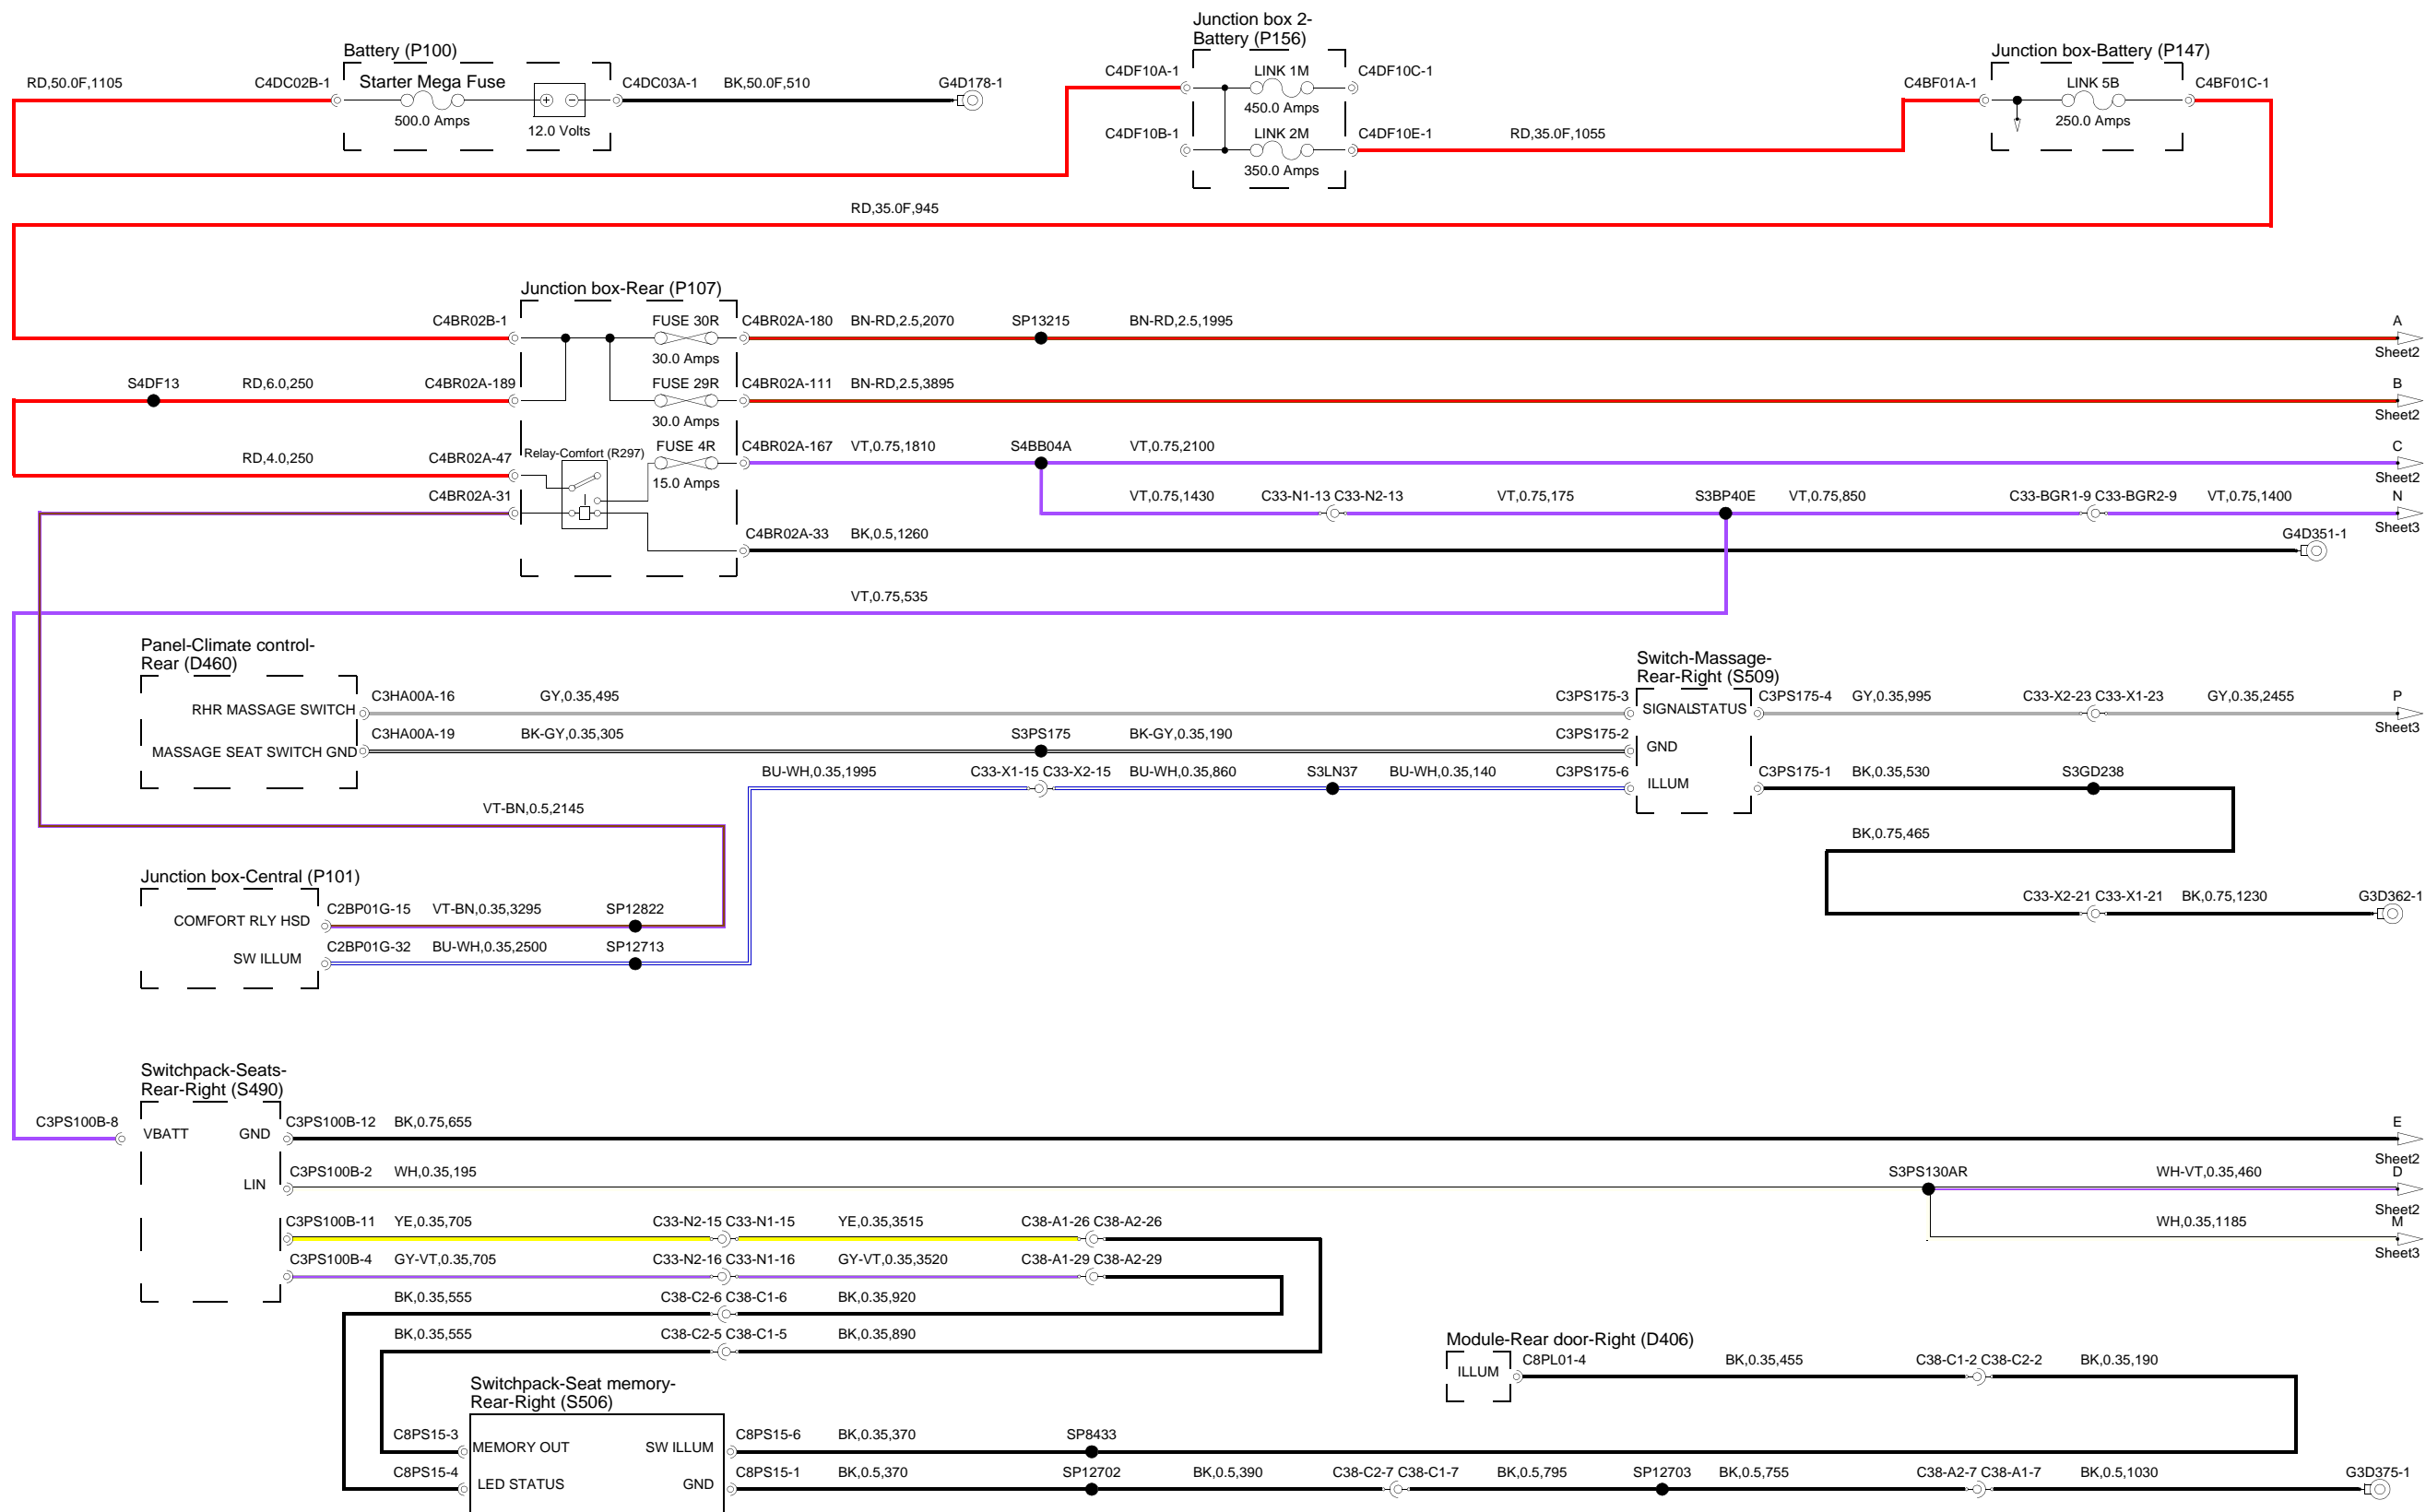 Junction box 2-
Battery (P156)
Battery (P100)
Junction box-Battery (P147)
RD,50.0F,1105
C4DC02B-1
Starter Mega Fuse
C4DC03A-1
BK,50.0F,510
G4D178-1
500.0 Amps
12.0 Volts
C4DF10A-1
LINK 1M
C4DF10C-1
450.0 Amps
C4DF10B-1
LINK 2M
C4DF10E-1
RD,35.0F,1055
350.0 Amps
C4BF01A-1
LINK 5B
C4BF01C-1
250.0 Amps
RD,35.0F,945
Junction box-Rear (P107)
C4BR02B-1
FUSE 30R
C4BR02A-180
BN-RD,2.5,2070
SP13215
BN-RD,2.5,1995
A
30.0 Amps
Sheet2
S4DF13
RD,6.0,250
C4BR02A-189
FUSE 29R
C4BR02A-111
BN-RD,2.5,3895
B
30.0 Amps
Sheet2
RD,4.0,250
C4BR02A-47
Relay-Comfort (R297)
FUSE 4R
C4BR02A-167
VT,0.75,1810
S4BB04A
VT,0.75,2100
C
15.0 Amps
Sheet2
C4BR02A-31
VT,0.75,1430
C33-N1-13 C33-N2-13
VT,0.75,175
S3BP40E
VT,0.75,850
C33-BGR1-9 C33-BGR2-9
VT,0.75,1400
N
Sheet3
C4BR02A-33
BK,0.5,1260
G4D351-1
VT,0.75,535
Panel-Climate control-
Rear (D460)
Switch-Massage-
Rear-Right (S509)
RHR MASSAGE SWITCH
C3HA00A-16
GY,0.35,495
C3PS175-3
SIGNAL
STATUS
C3PS175-4
GY,0.35,995
C33-X2-23 C33-X1-23
GY,0.35,2455
P
Sheet3
MASSAGE SEAT SWITCH GND
C3HA00A-19
BK-GY,0.35,305
S3PS175
BK-GY,0.35,190
C3PS175-2
GND
BU-WH,0.35,1995
C33-X1-15 C33-X2-15
BU-WH,0.35,860
S3LN37
BU-WH,0.35,140
C3PS175-6
ILLUM
C3PS175-1
BK,0.35,530
S3GD238
VT-BN,0.5,2145
BK,0.75,465
Junction box-Central (P101)
C33-X2-21 C33-X1-21
BK,0.75,1230
G3D362-1
COMFORT RLY HSD
C2BP01G-15
VT-BN,0.35,3295
SP12822
SW ILLUM
C2BP01G-32
BU-WH,0.35,2500
SP12713
Switchpack-Seats-
Rear-Right (S490)
C3PS100B-8
VBATT
GND
C3PS100B-12
BK,0.75,655
E
Sheet2
LIN
C3PS100B-2
WH,0.35,195
S3PS130AR
WH-VT,0.35,460
D
Sheet2
WH,0.35,1185
M
Sheet3
C3PS100B-11
YE,0.35,705
C33-N2-15 C33-N1-15
YE,0.35,3515
C38-A1-26 C38-A2-26
C3PS100B-4
GY-VT,0.35,705
C33-N2-16 C33-N1-16
GY-VT,0.35,3520
C38-A1-29 C38-A2-29
BK,0.35,555
C38-C2-6 C38-C1-6
BK,0.35,920
BK,0.35,555
C38-C2-5 C38-C1-5
BK,0.35,890
Module-Rear door-Right (D406)
ILLUM
C8PL01-4
BK,0.35,455
C38-C1-2 C38-C2-2
BK,0.35,190
Switchpack-Seat memory-
Rear-Right (S506)
C8PS15-3
MEMORY OUT
SW ILLUM
C8PS15-6
BK,0.35,370
SP8433
C8PS15-4
LED STATUS
GND
C8PS15-1
BK,0.5,370
SP12702
BK,0.5,390
C38-C2-7 C38-C1-7
BK,0.5,795
SP12703
BK,0.5,755
C38-A2-7 C38-A1-7
BK,0.5,1030
G3D375-1